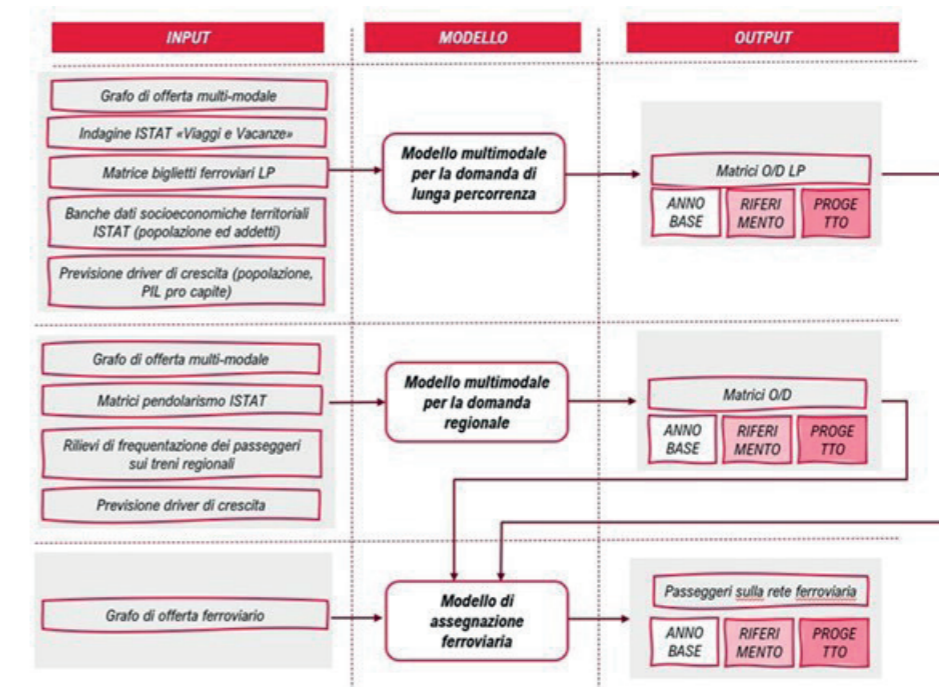 INPUT
MODELLO
OUTPUT
Grafo di offerta multi-modale
Indagine ISTAT «Viaggi e Vacanze»
Matrice biglietti ferroviari LP
Banche dati socioeconomiche territoriali
ISTAT (popolazione ed addetti)
Previsione driver di crescita (popolazione,
PIL pro capite)
Modello multimodale
per la domanda di
lunga percorrenza
Matrici O/D LP
ANNO
BASE
RIFERI
MENTO
PROGE
TTO
Grafo di offerta multi-modale
Matrici pendolarismo ISTAT
Rilievi di frequentazione dei passeggeri
sui treni regionali
Previsione driver di crescita
Modello multimodale
per la domanda
regionale
Matrici O/D
ANNO
BASE
RIFERI
MENTO
PROGE
TTO
Grafo di offerta ferroviario
Modello di
assegnazione
ferroviaria
Passeggeri sulla rete ferroviaria
ANNO
BASE
RIFERI
MENTO
PROGE
TTO